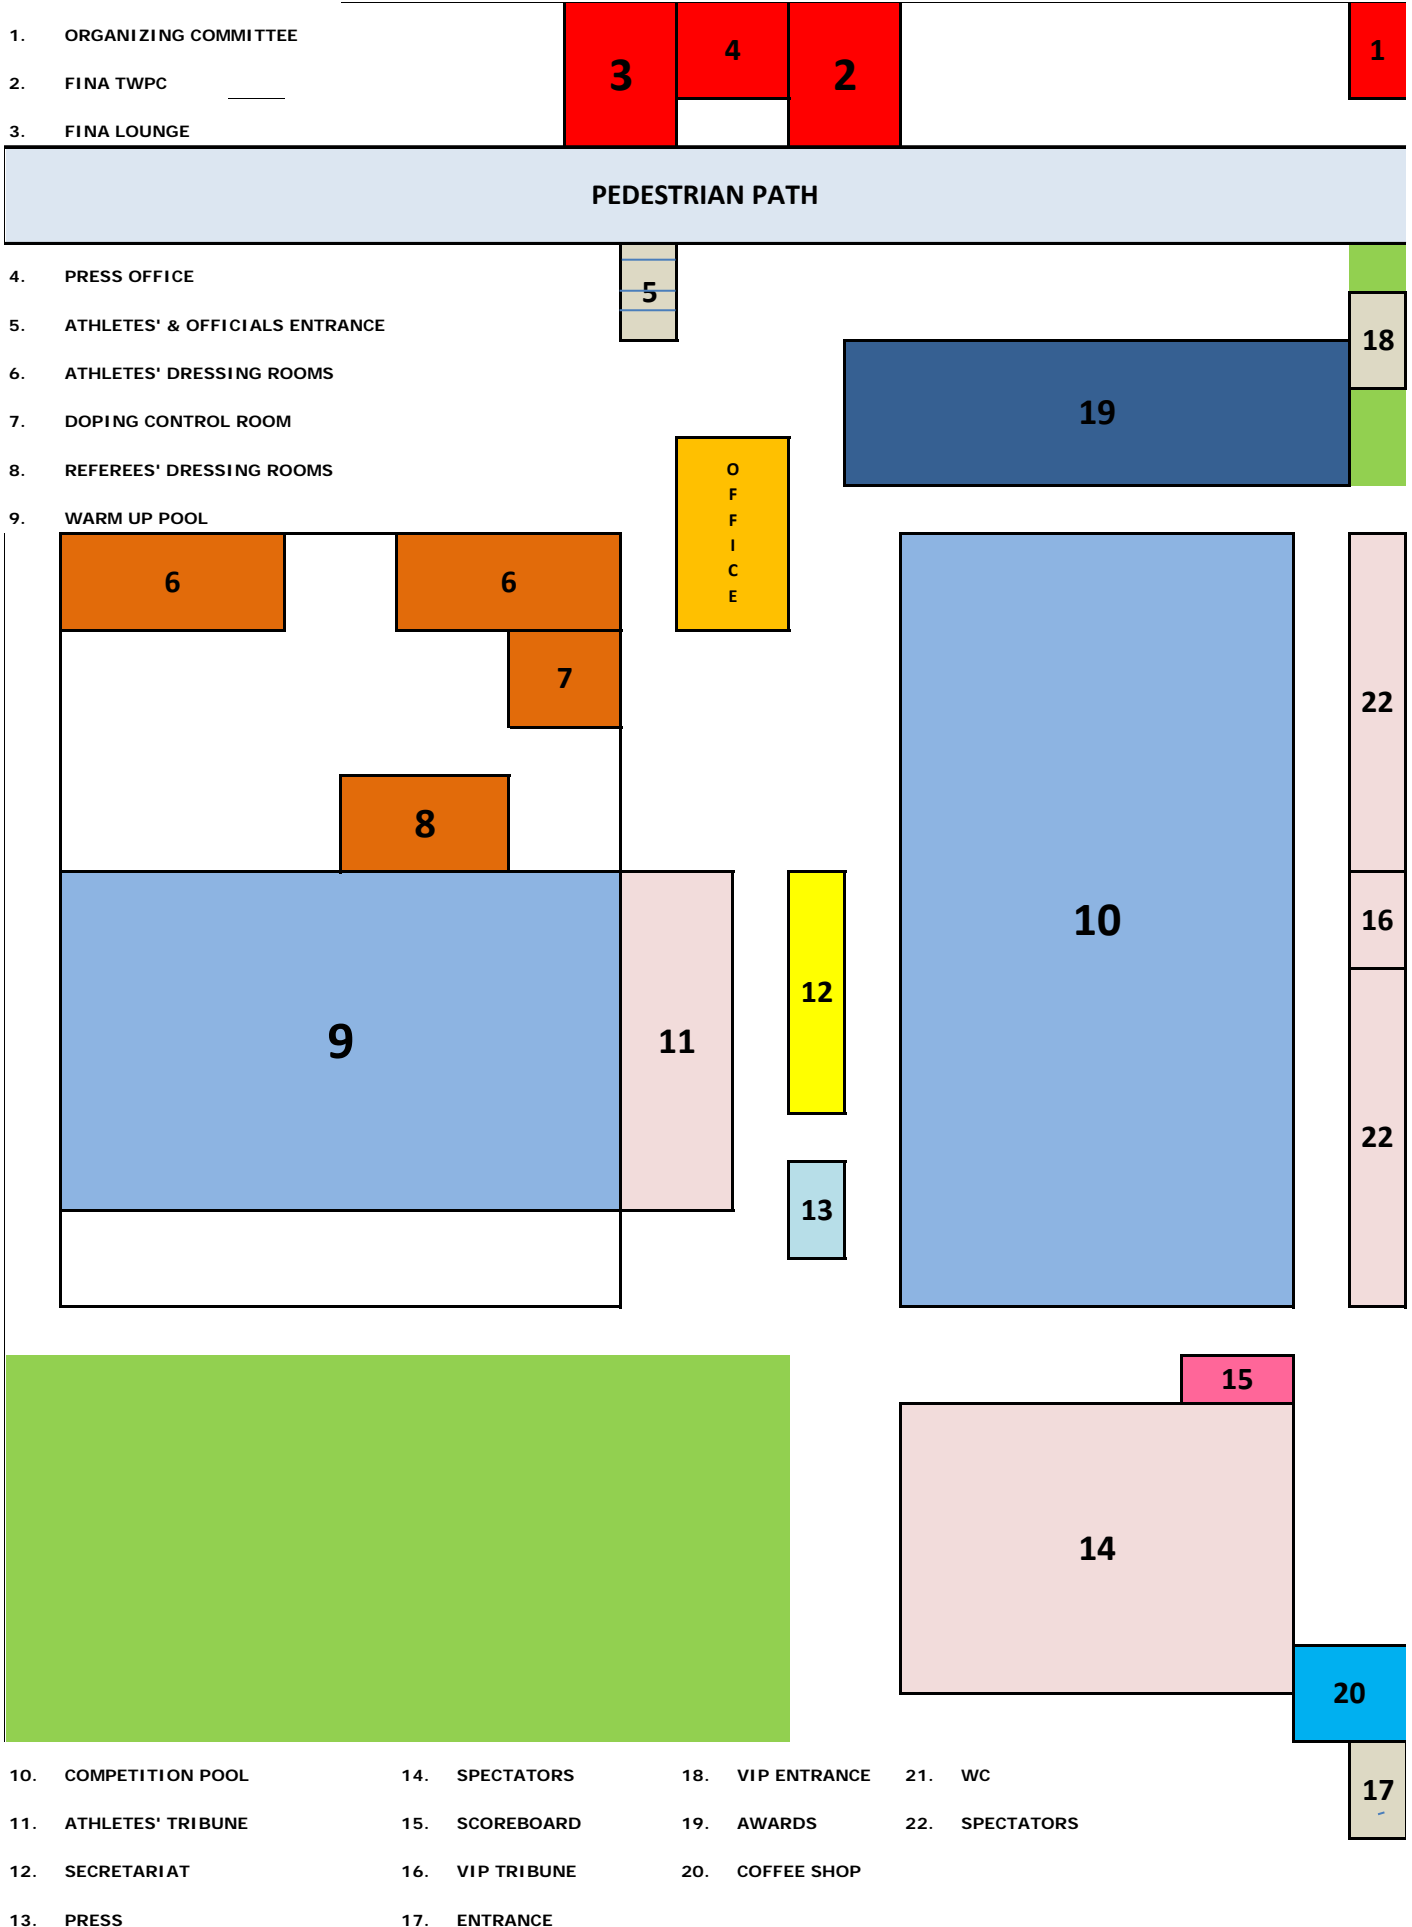 1. ORGANIZING COMMITTEE
2. FINA TWPC
3. FINA LOUNGE
3
4
2
1
PEDESTRIAN PATH
4. PRESS OFFICE
5. ATHLETES' & OFFICIALS ENTRANCE
6. ATHLETES' DRESSING ROOMS
7. DOPING CONTROL ROOM
8. REFEREES' DRESSING ROOMS
9. WARM UP POOL
5
18
19
O
F
F
I
C
E
6
6
7
22
8
10
16
12
9
11
22
13
15
14
20
17
10. COMPETITION POOL
11. ATHLETES' TRIBUNE
12. SECRETARIAT
13. PRESS
14. SPECTATORS
15. SCOREBOARD
16. VIP TRIBUNE
17. ENTRANCE
18. VIP ENTRANCE
19. AWARDS
20. COFFEE SHOP
21. WC
22. SPECTATORS